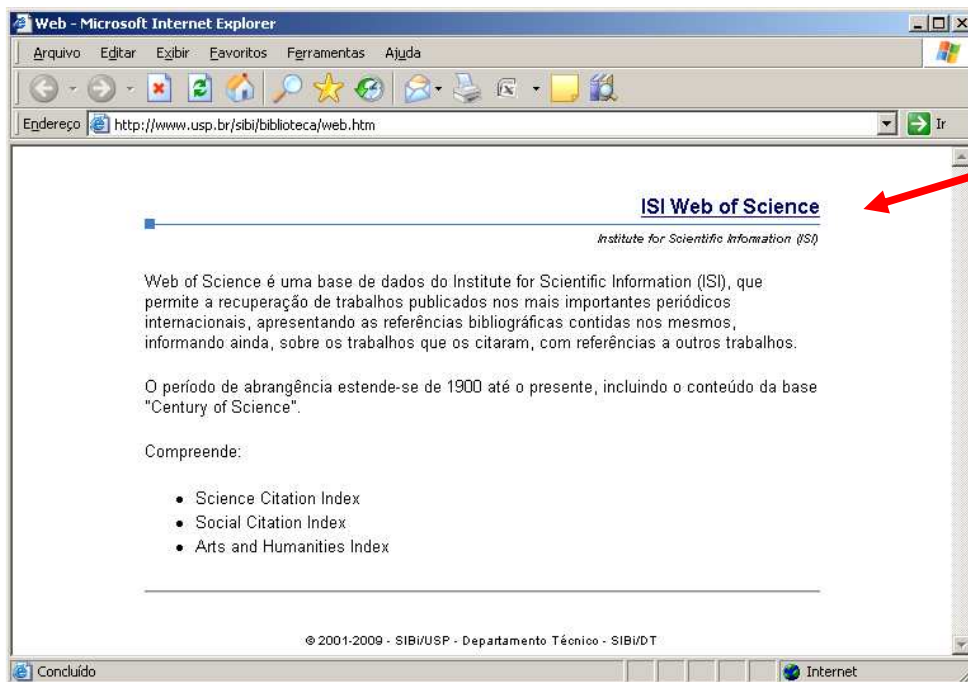 Web - Microsoft Internet Explorer
Arquivo Editar Exibir Favoritos Ferramentas Ajuda
Endereço http://www.usp.br/sibi/biblioteca/web.htm Ir
ISI Web of Science
Institute for Scientific Information (ISI)
Web of Science é uma base de dados do Institute for Scientific Information (ISI), que
permite a recuperação de trabalhos publicados nos mais importantes periódicos
internacionais, apresentando as referências bibliográficas contidas nos mesmos,
informando ainda, sobre os trabalhos que os citaram, com referências a outros trabalhos.
O período de abrangência estende-se de 1900 até o presente, incluindo o conteúdo da base
"Century of Science".
Compreende:
• Science Citation Index
• Social Citation Index
• Arts and Humanities Index
© 2001-2009 - SIBi/USP - Departamento Técnico - SIBi/DT
Concluído Internet